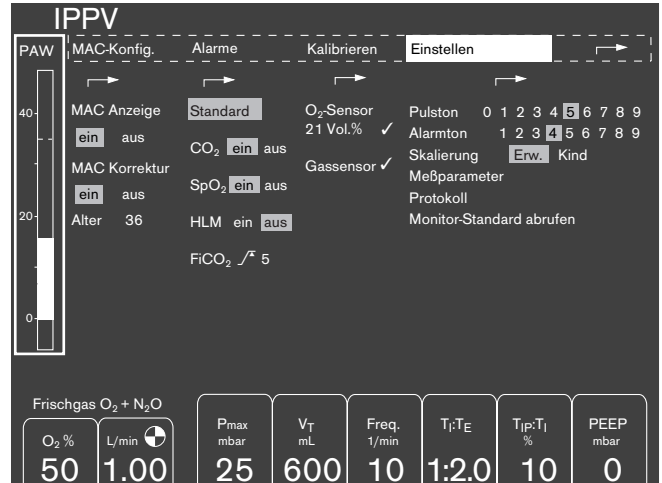 IPPV
PAW
MAC-Konfig. Alarme Kalibrieren Einstellen
40
20
0
MAC Anzeige
ein aus
MAC Korrektur
ein aus
Alter 36
Standard
CO₂ ein aus
SpO₂ ein aus
HLM ein aus
FiCO₂ 5
O₂-Sensor
21 Vol.% ✓
Gassensor ✓
Pulston 0 1 2 3 4 5 6 7 8 9
Alarmton 1 2 3 4 5 6 7 8 9
Skalierung Erw. Kind
Meßparameter
Protokoll
Monitor-Standard abrufen
Frischgas O₂ + N₂O
O₂ %
50
L/min
1.00
Pmax
mbar
25
VT
mL
600
Freq.
1/min
10
TI:TE
1:2.0
TIP:TI
%
10
PEEP
mbar
0